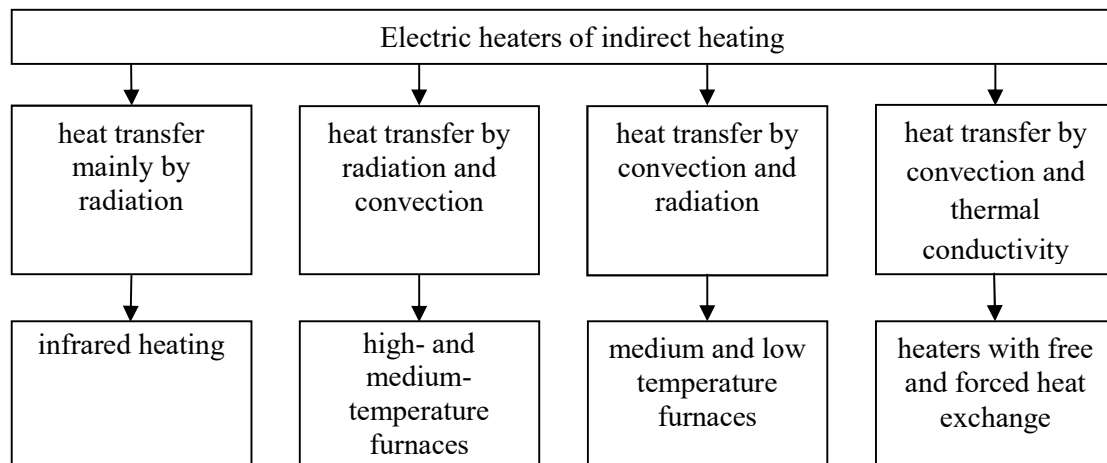 Electric heaters of indirect heating
heat transfer
mainly by
radiation
heat transfer by
radiation and
convection
heat transfer by
convection and
radiation
heat transfer by
convection and
thermal
conductivity
infrared heating
high- and
medium-
temperature
furnaces
medium and low
temperature
furnaces
heaters with free
and forced heat
exchange